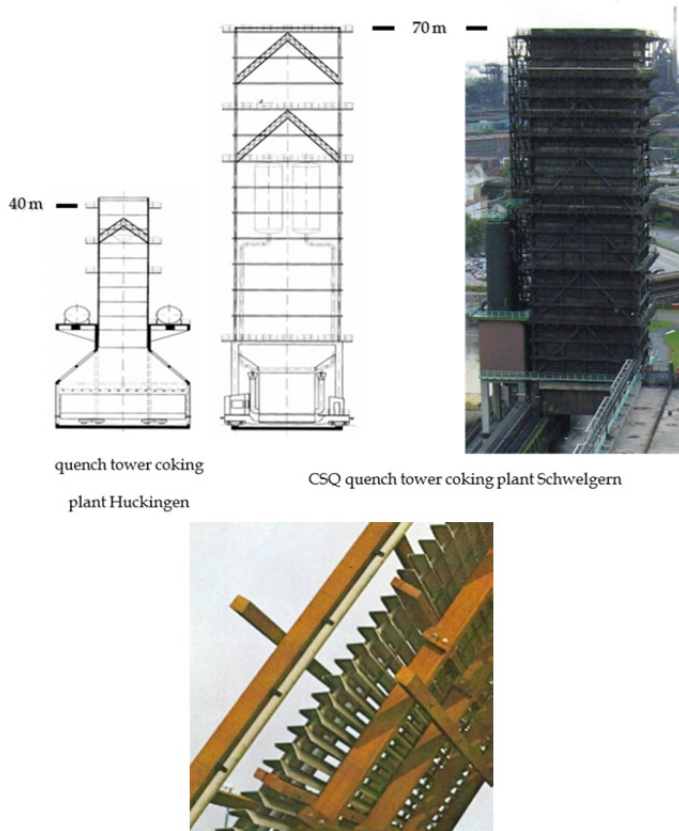 70 m
40 m
quench tower coking
plant Huckingen
CSQ quench tower coking plant Schwelgern